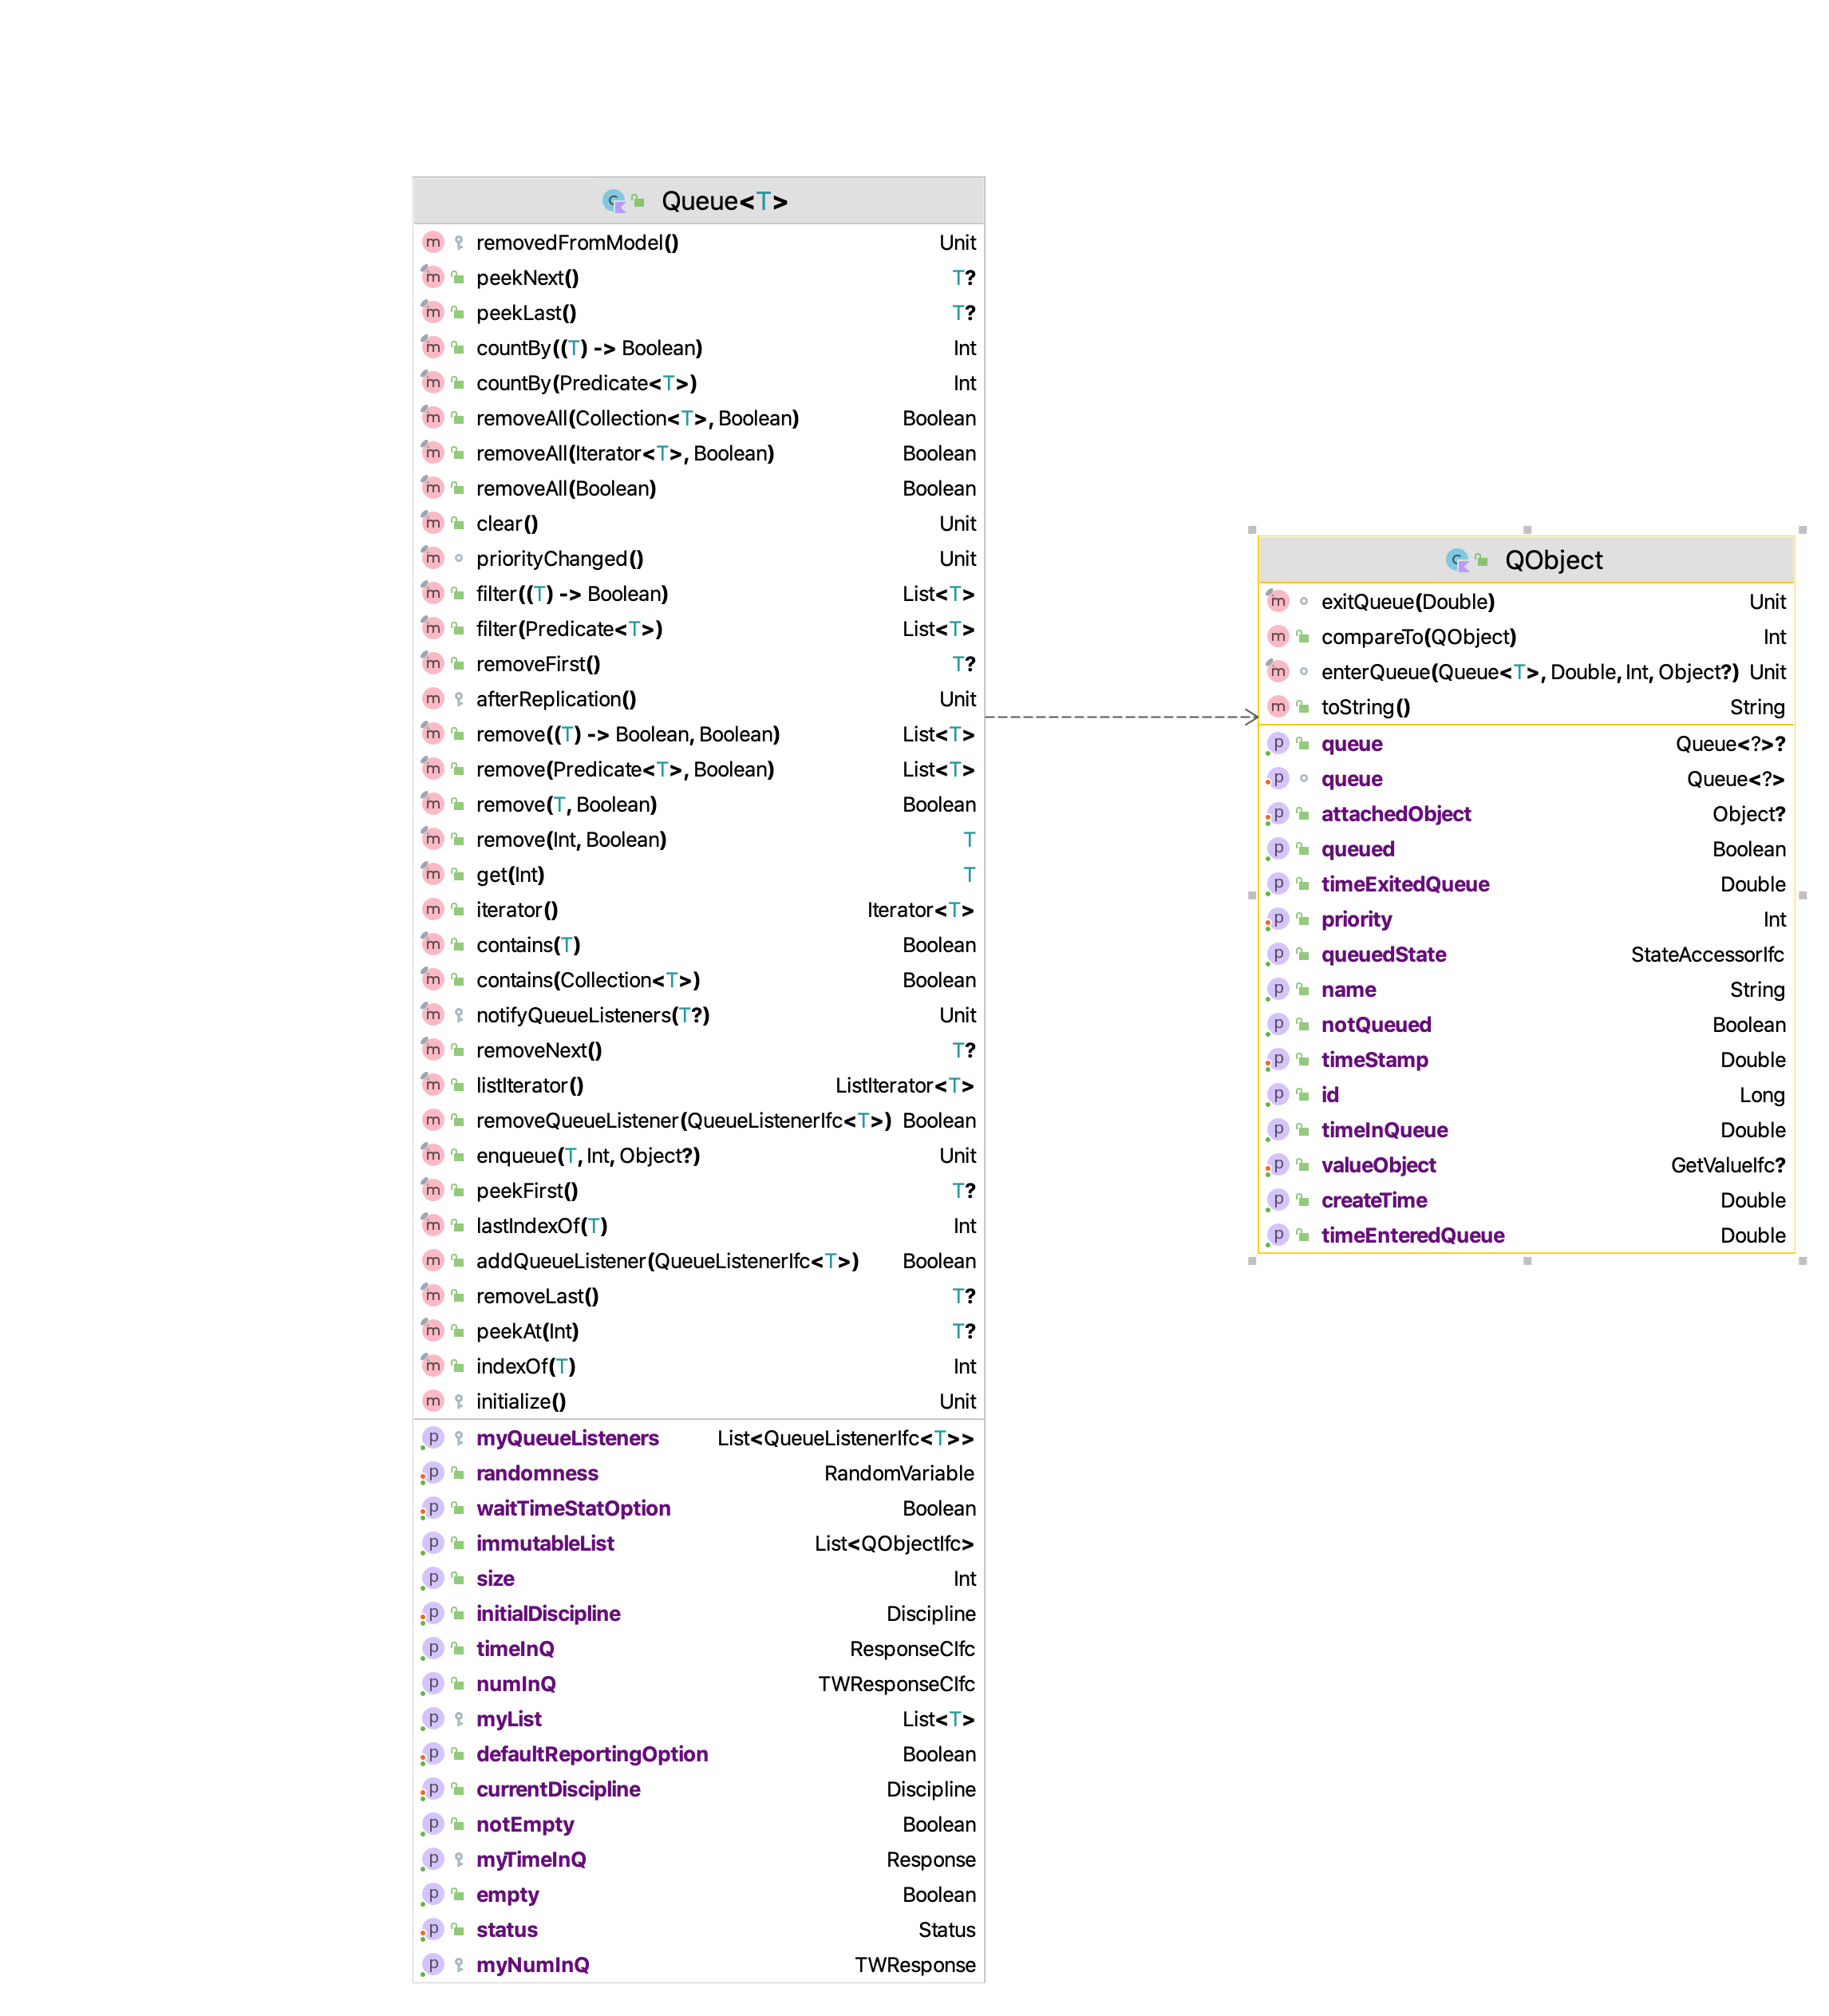 Queue<T>
removedFromModel() Unit
peekNext() T?
peekLast() T?
countBy((T) -> Boolean) Int
countBy(Predicate<T>) Int
removeAll(Collection<T>, Boolean) Boolean
removeAll(Iterator<T>, Boolean) Boolean
removeAll(Boolean) Boolean
clear() Unit
priorityChanged() Unit
filter((T) -> Boolean) List<T>
filter(Predicate<T>) List<T>
removeFirst() T?
afterReplication() Unit
remove((T) -> Boolean, Boolean) List<T>
remove(Predicate<T>, Boolean) List<T>
remove(T, Boolean) Boolean
remove(Int, Boolean) T
get(Int) T
iterator() Iterator<T>
contains(T) Boolean
contains(Collection<T>) Boolean
notifyQueueListeners(T?) Unit
removeNext() T?
listIterator() ListIterator<T>
removeQueueListener(QueueListenerIfc<T>) Boolean
enqueue(T, Int, Object?) Unit
peekFirst() T?
lastIndexOf(T) Int
addQueueListener(QueueListenerIfc<T>) Boolean
removeLast() T?
peekAt(Int) T?
indexOf(T) Int
initialize() Unit
myQueueListeners List<QueueListenerIfc<T>>
randomness RandomVariable
waitTimeStatOption Boolean
immutableList List<QObjectIfc>
size Int
initialDiscipline Discipline
timeInQ ResponseCIfc
numInQ TWResponseCIfc
myList List<T>
defaultReportingOption Boolean
currentDiscipline Discipline
notEmpty Boolean
myTimeInQ Response
empty Boolean
status Status
myNumInQ TWResponse
QObject
exitQueue(Double) Unit
compareTo(QObject) Int
enterQueue(Queue<T>, Double, Int, Object?) Unit
toString() String
queue Queue<?>?
queue Queue<?>
attachedObject Object?
queued Boolean
timeExitedQueue Double
priority Int
queuedState StateAccessorIfc
name String
notQueued Boolean
timeStamp Double
id Long
timeInQueue Double
valueObject GetValueIfc?
createTime Double
timeEnteredQueue Double